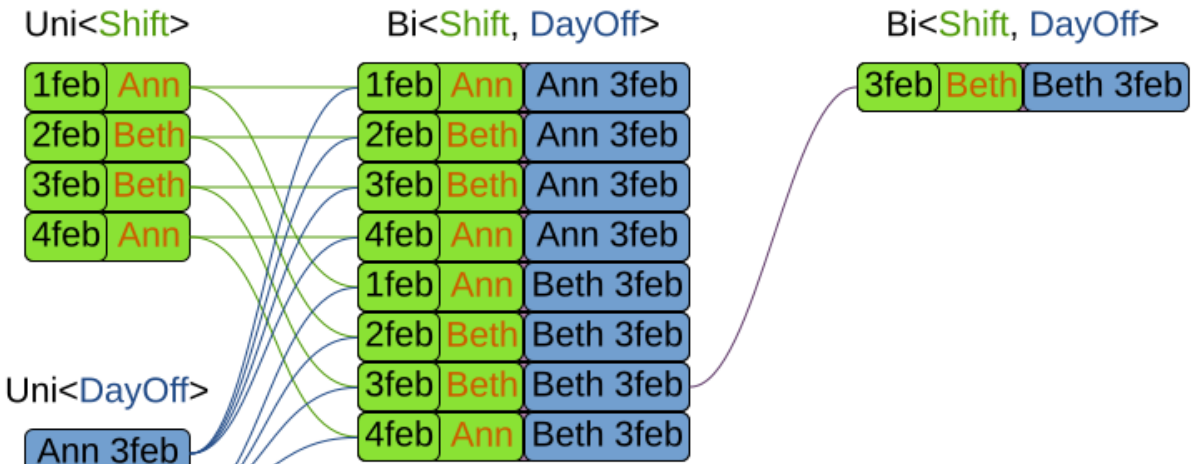 Uni<Shift>
1feb Ann
2feb Beth
3feb Beth
4feb Ann
Uni<DayOff>
Ann 3feb
Bi<Shift, DayOff>
1feb Ann Ann 3feb
2feb Beth Ann 3feb
3feb Beth Ann 3feb
4feb Ann Ann 3feb
1feb Ann Beth 3feb
2feb Beth Beth 3feb
3feb Beth Beth 3feb
4feb Ann Beth 3feb
Bi<Shift, DayOff>
3feb Beth Beth 3feb